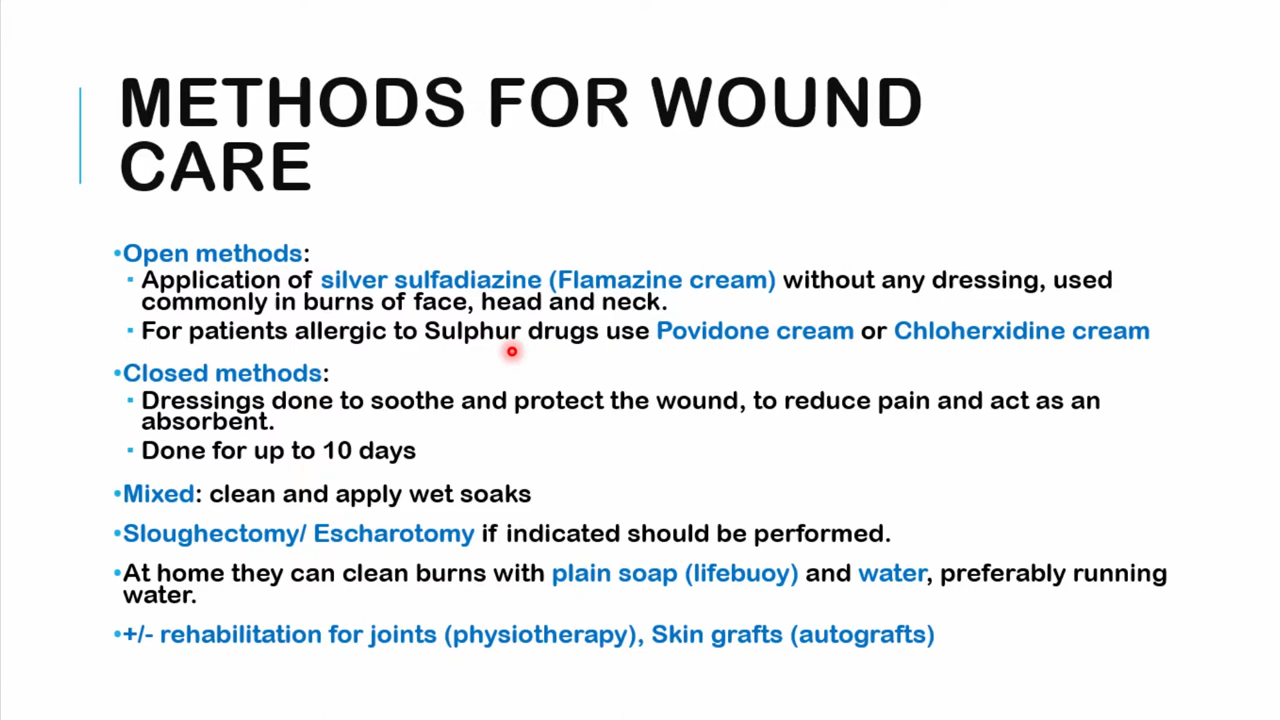 METHODS FOR WOUND
CARE
•Open methods:
▪ Application of silver sulfadiazine (Flamazine cream) without any dressing, used
commonly in burns of face, head and neck.
▪ For patients allergic to Sulphur drugs use Povidone cream or Chloherxidine cream
•Closed methods:
▪ Dressings done to soothe and protect the wound, to reduce pain and act as an
absorbent.
▪ Done for up to 10 days
•Mixed: clean and apply wet soaks
•Sloughectomy/ Escharotomy if indicated should be performed.
•At home they can clean burns with plain soap (lifebuoy) and water, preferably running
water.
•+/- rehabilitation for joints (physiotherapy), Skin grafts (autografts)